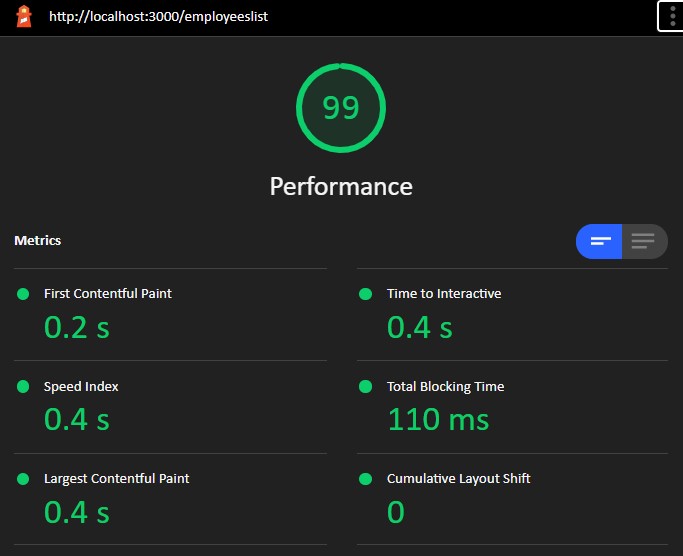 http://localhost:3000/employeeslist
99
Performance
Metrics
First Contentful Paint
0.2 s
Time to Interactive
0.4 s
Speed Index
0.4 s
Total Blocking Time
110 ms
Largest Contentful Paint
0.4 s
Cumulative Layout Shift
0